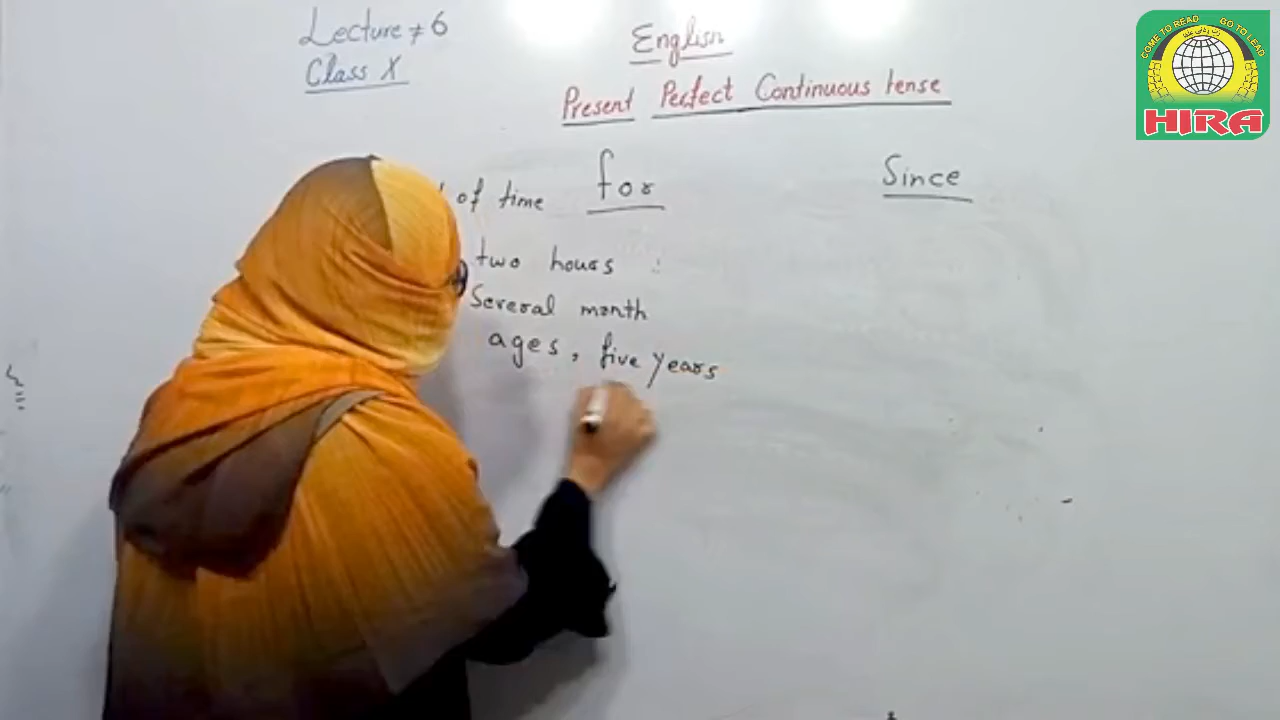 Lecture # 6
Class X
English
Present Perfect Continuous tense
of time for
Since
two hours :
Several month
ages, five years
COME TO READ GO TO LEAD
HIRA